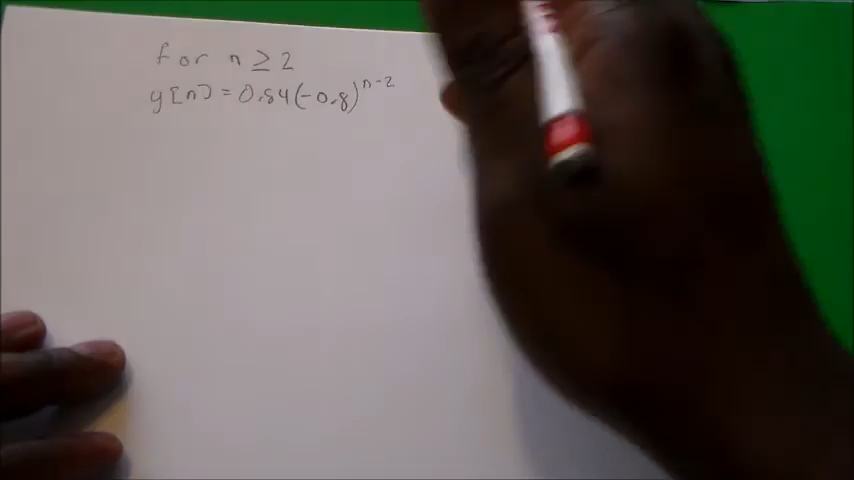 for n ≥ 2
y[n] = 0.84(-0.8)^{n-2}